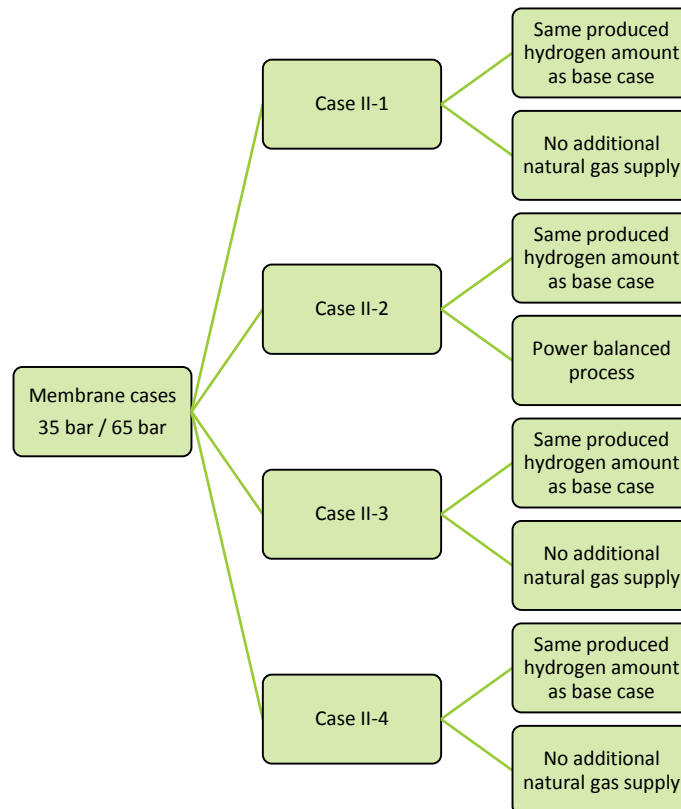 Membrane cases
35 bar / 65 bar
Case II-1
Same produced
hydrogen amount
as base case
No additional
natural gas supply
Case II-2
Same produced
hydrogen amount
as base case
Power balanced
process
Case II-3
Same produced
hydrogen amount
as base case
No additional
natural gas supply
Case II-4
Same produced
hydrogen amount
as base case
No additional
natural gas supply